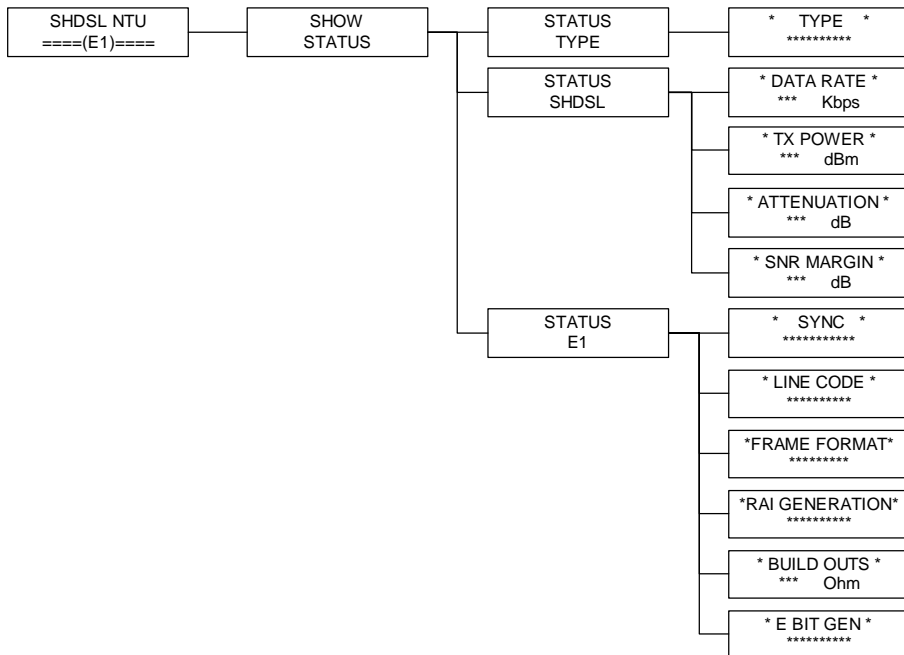 SHDSL NTU
====(E1)====
SHOW
STATUS
STATUS
TYPE
* TYPE *
**********
STATUS
SHDSL
* DATA RATE *
*** Kbps
* TX POWER *
*** dBm
* ATTENUATION *
*** dB
* SNR MARGIN *
*** dB
STATUS
E1
* SYNC *
***********
* LINE CODE *
**********
*FRAME FORMAT*
*********
*RAI GENERATION*
**********
* BUILD OUTS *
*** Ohm
* E BIT GEN *
**********